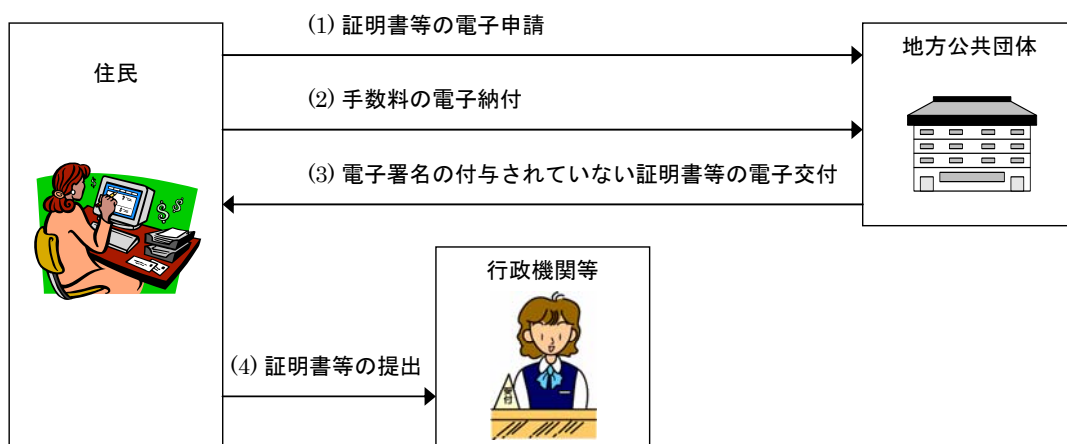 (1) 証明書等の電子申請
地方公共団体
住民
(2) 手数料の電子納付
(3) 電子署名の付与されていない証明書等の電子交付
行政機関等
(4) 証明書等の提出
受付